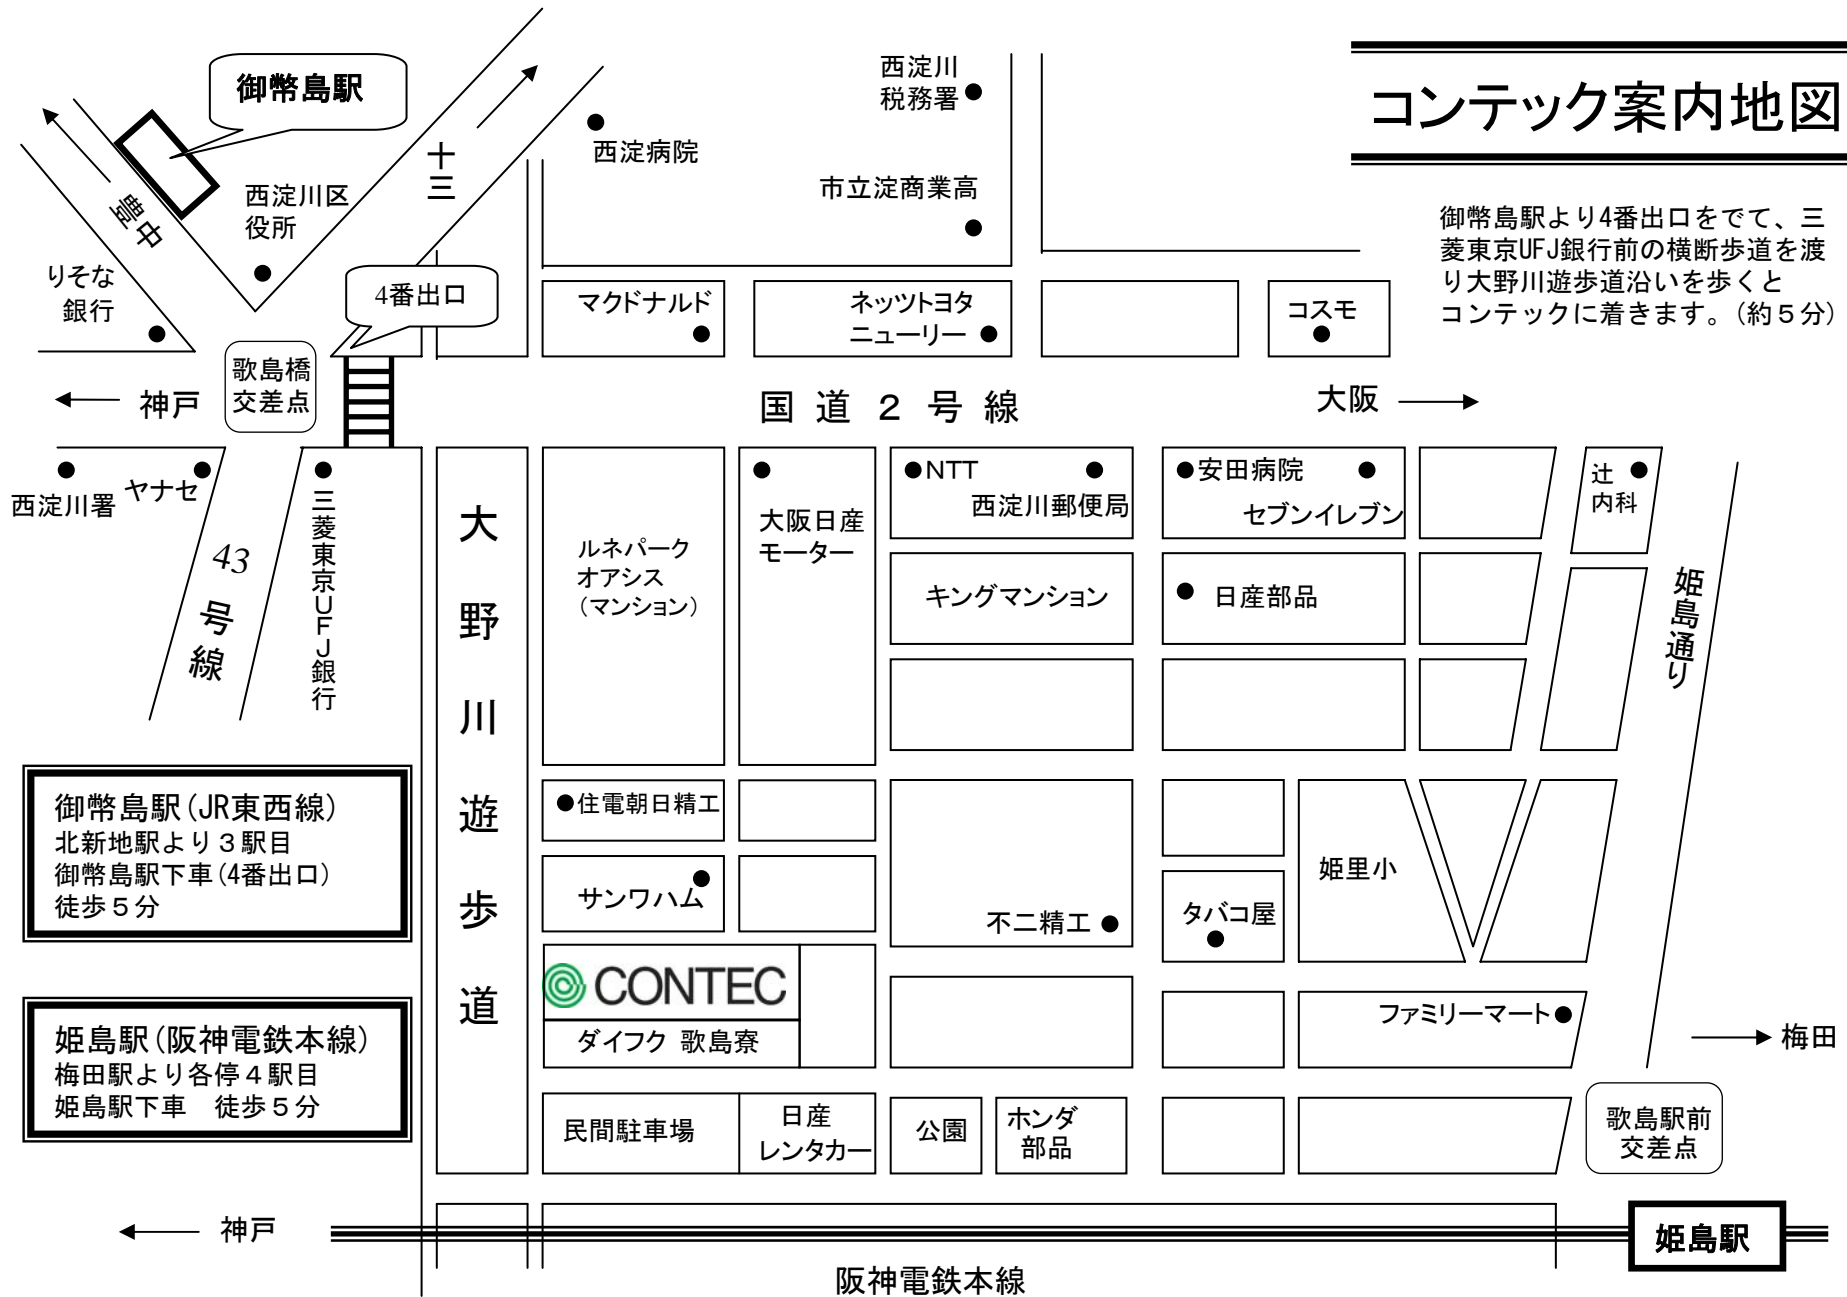 コンテック案内地図
御幣島駅より4番出口をでて、三
菱東京UFJ銀行前の横断歩道を渡
り大野川遊歩道沿いを歩くと
コンテックに着きます。(約５分)
御幣島駅
豊中
十三
西淀川区
役所
りそな
銀行
4番出口
西淀病院
西淀川
税務署
市立淀商業高
マクドナルド
ネッツトヨタ
ニューリー
コスモ
歌島橋
交差点
神戸
国道２号線
大阪
西淀川署
ヤナセ
43号線
三菱東京UFJ銀行
大野川遊歩道
ルネパーク
オアシス
(マンション)
大阪日産
モーター
NTT
西淀川郵便局
安田病院
セブンイレブン
辻
内科
キングマンション
日産部品
姫島通り
御幣島駅(JR東西線)
北新地駅より３駅目
御幣島駅下車(4番出口)
徒歩５分
住電朝日精工
サンワハム
不二精工
タバコ屋
姫里小
CONTEC
ダイフク 歌島寮
ファミリーマート
梅田
姫島駅(阪神電鉄本線)
梅田駅より各停４駅目
姫島駅下車　徒歩５分
民間駐車場
日産
レンタカー
公園
ホンダ
部品
歌島駅前
交差点
神戸
姫島駅
阪神電鉄本線